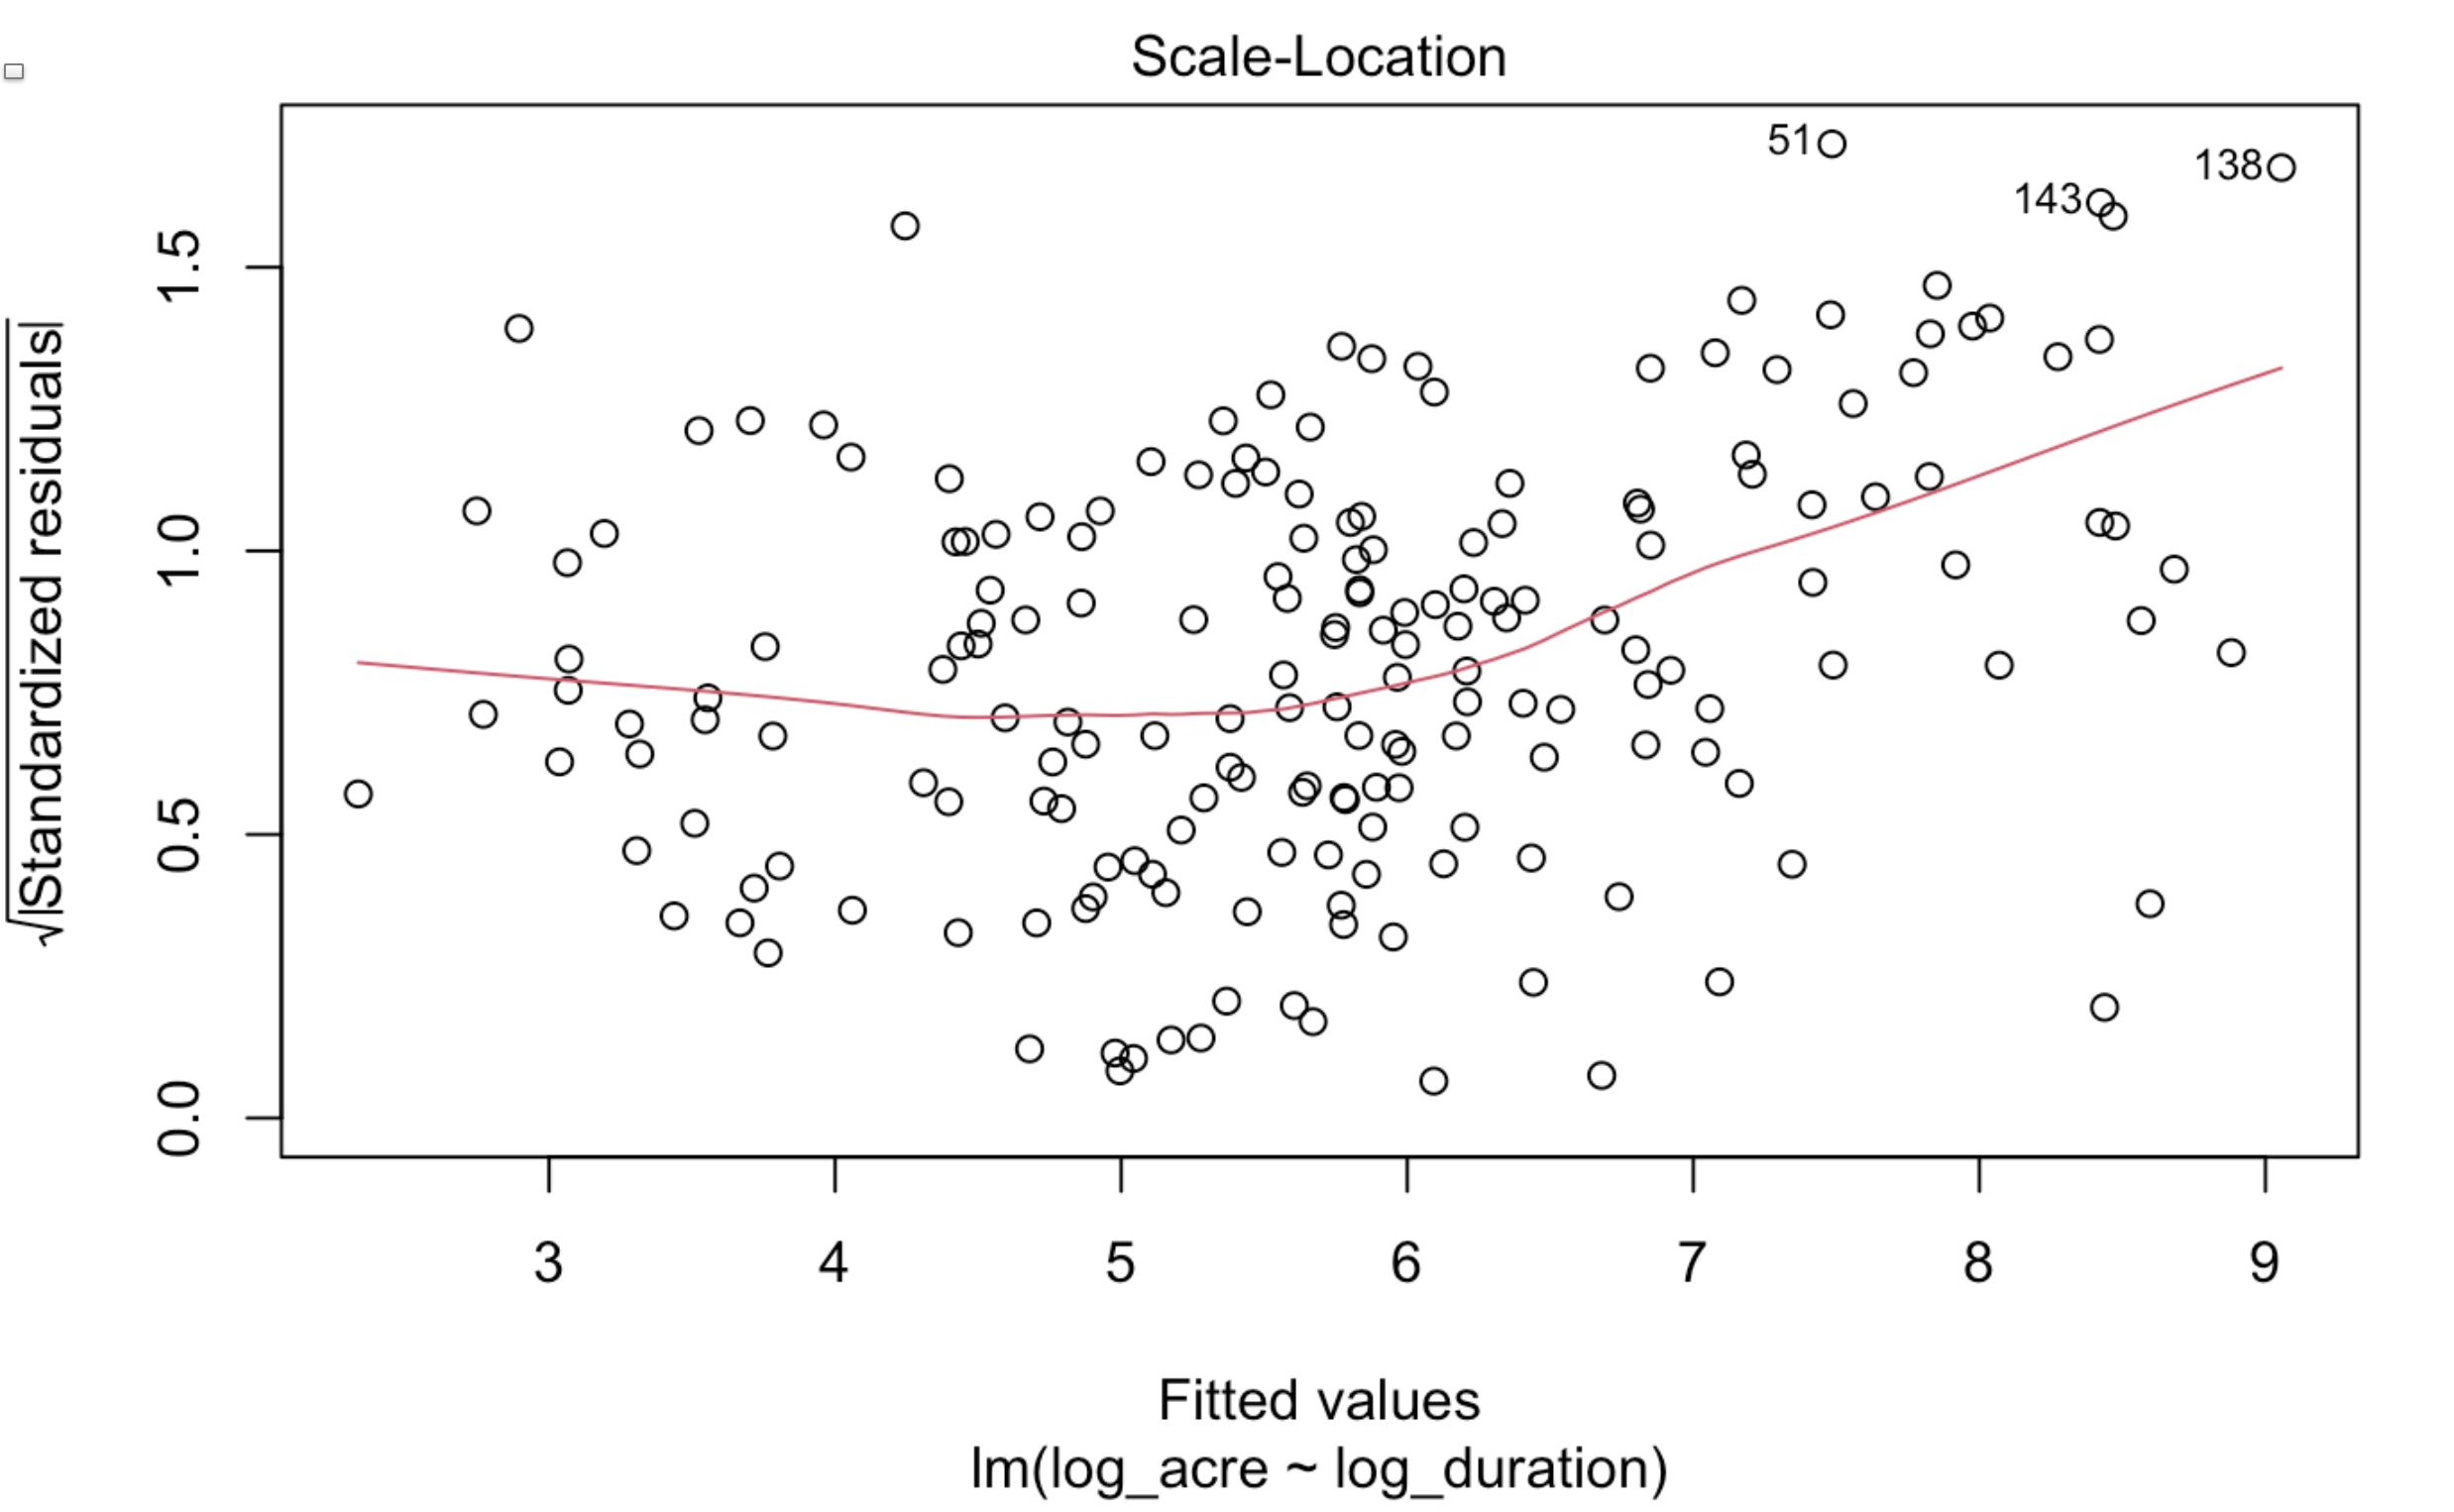 Scale-Location
√|Standardized residuals|
1.5
1.0
0.5
0.0
51
138
143
3 4 5 6 7 8 9
Fitted values
lm(log_acre ~ log_duration)